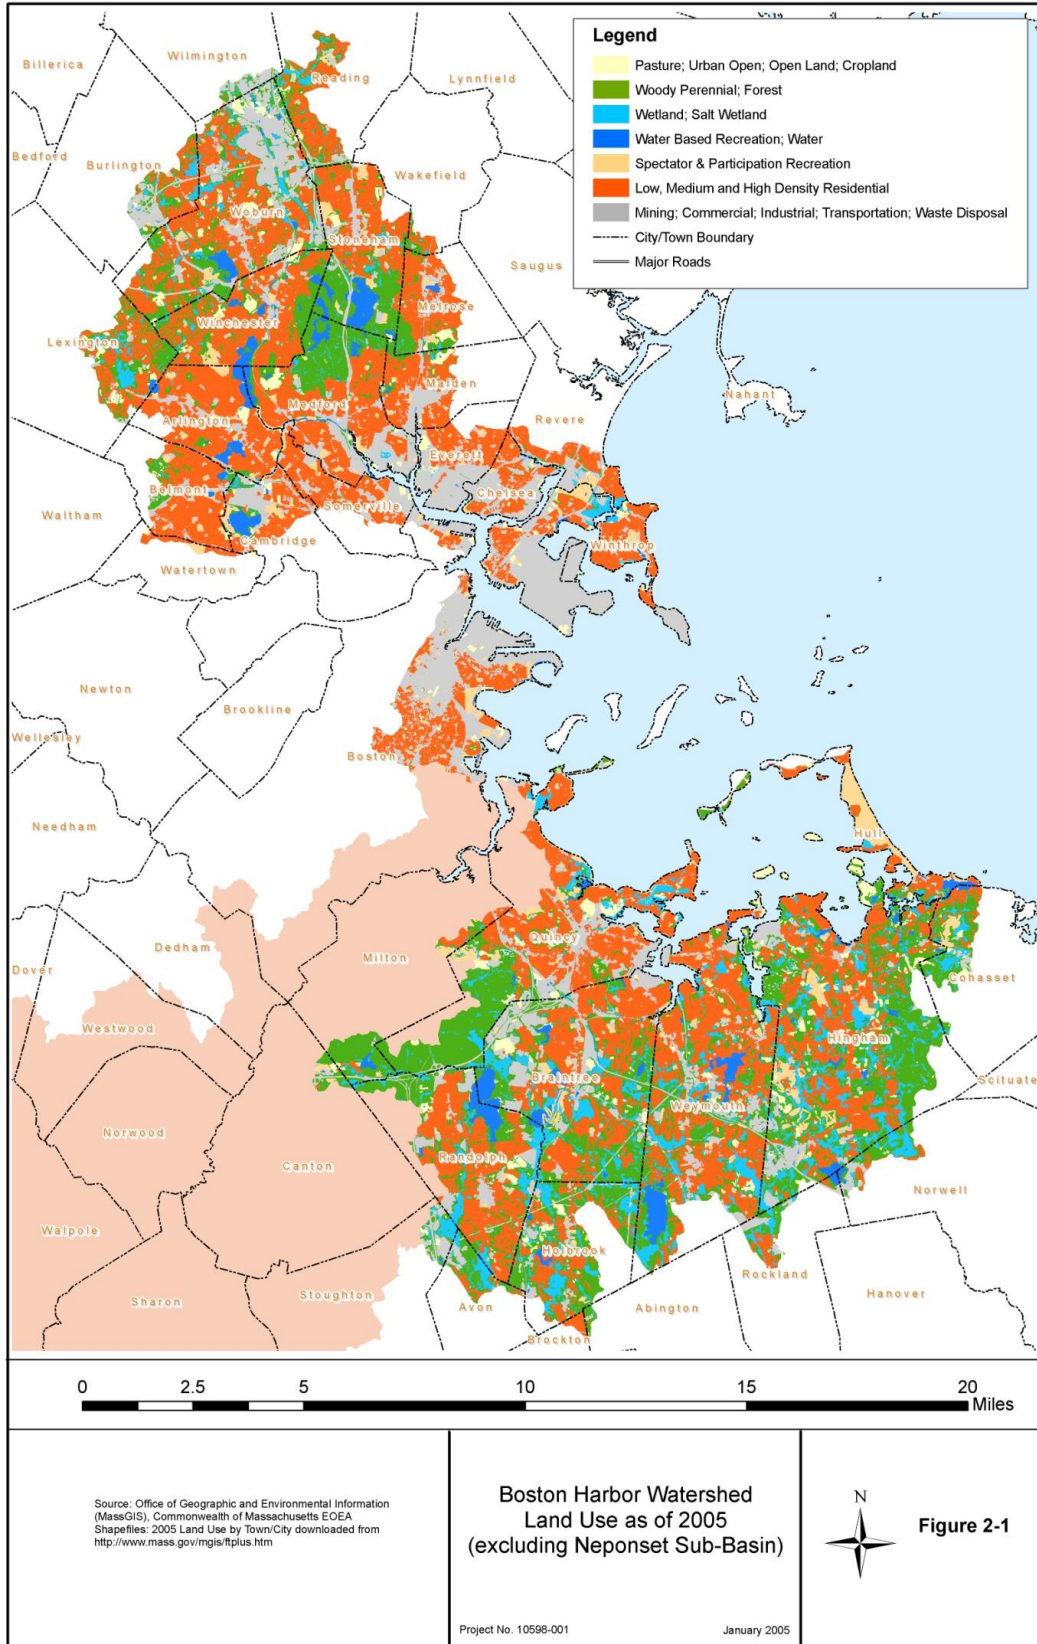 Legend
Pasture; Urban Open; Open Land; Cropland
Woody Perennial; Forest
Wetland; Salt Wetland
Water Based Recreation; Water
Spectator & Participation Recreation
Low, Medium and High Density Residential
Mining; Commercial; Industrial; Transportation; Waste Disposal
City/Town Boundary
Major Roads
Billerica
Wilmington
Reading
Lynnfield
Bedford
Burlington
Wakefield
Woburn
Stoneham
Saugus
Melrose
Winchester
Lexington
Malden
Nahant
Medford
Arlington
Revere
Everett
Belmont
Chelsea
Somerville
Waltham
Cambridge
Winthrop
Watertown
Newton
Brookline
Wellesley
Boston
Needham
Hull
Dedham
Quincy
Milton
Dover
Cohasset
Westwood
Hingham
Braintree
Scituate
Weymouth
Norwood
Randolph
Canton
Norwell
Walpole
Holbrook
Rockland
Sharon
Stoughton
Avon
Abington
Hanover
Brockton
0 2.5 5 10 15 20
Miles
Source: Office of Geographic and Environmental Information
(MassGIS), Commonwealth of Massachusetts EOEA
Shapefiles: 2005 Land Use by Town/City downloaded from
http://www.mass.gov/mgis/ftplus.htm
Boston Harbor Watershed
Land Use as of 2005
(excluding Neponset Sub-Basin)
Project No. 10598-001 January 2005
N
Figure 2-1